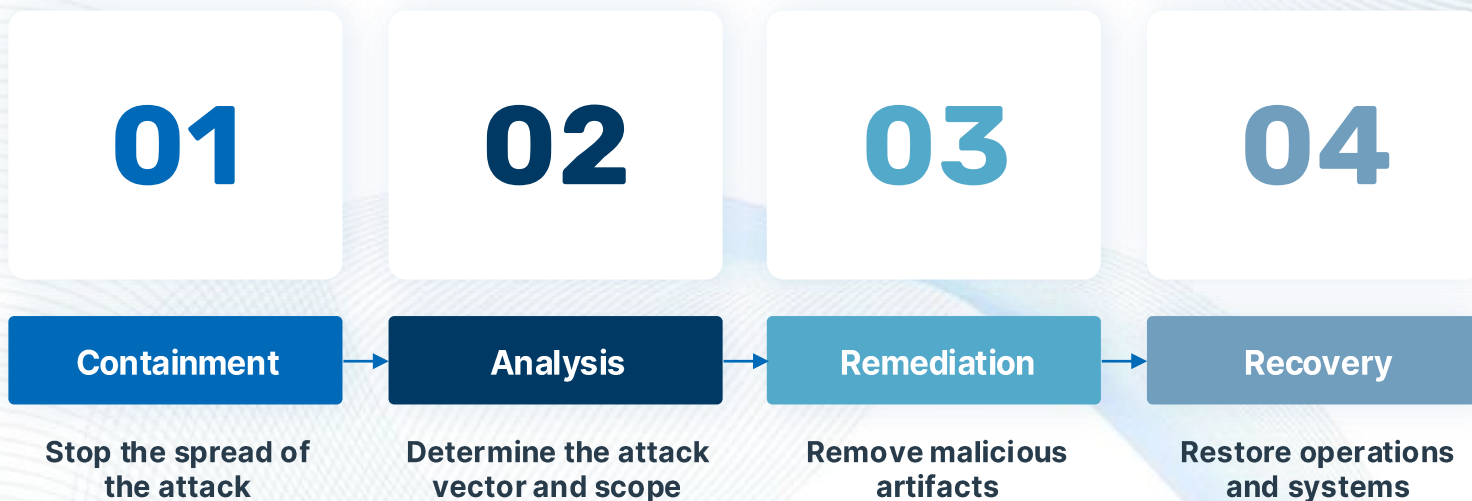 01
02
03
04
Containment
Analysis
Remediation
Recovery
Stop the spread of
the attack
Determine the attack
vector and scope
Remove malicious
artifacts
Restore operations
and systems